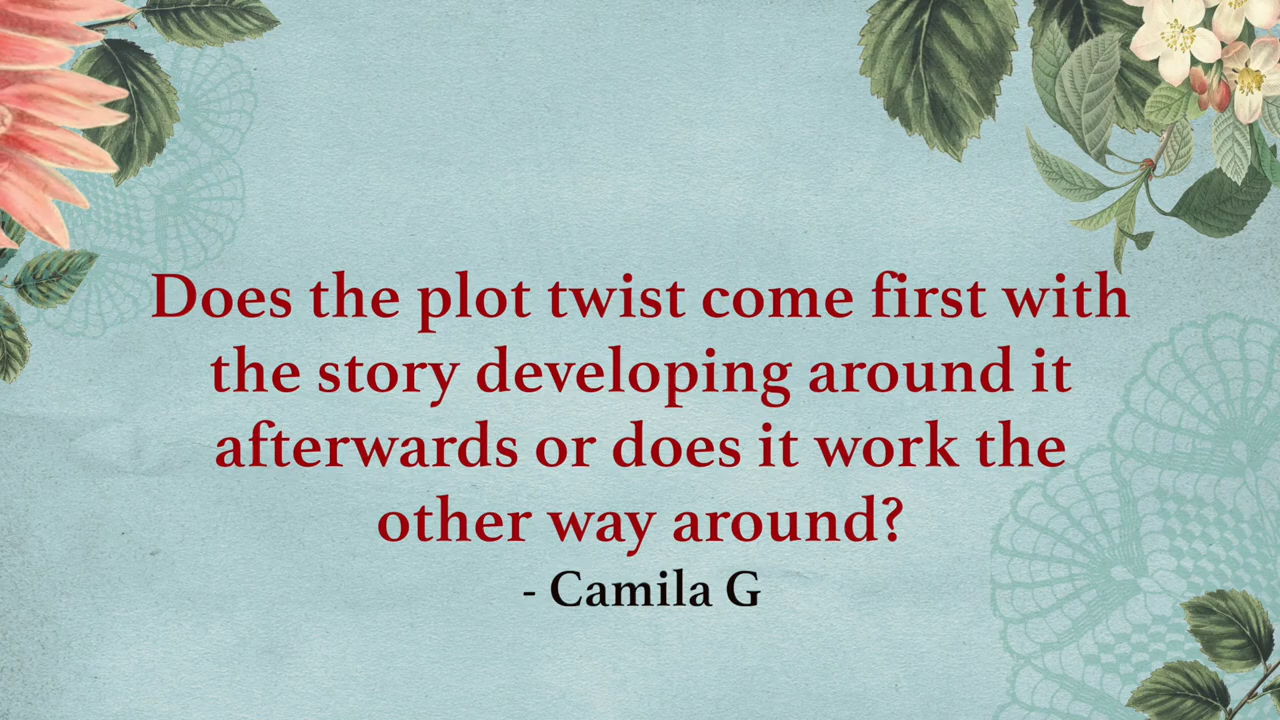 Does the plot twist come first with
the story developing around it
afterwards or does it work the
other way around?
- Camila G